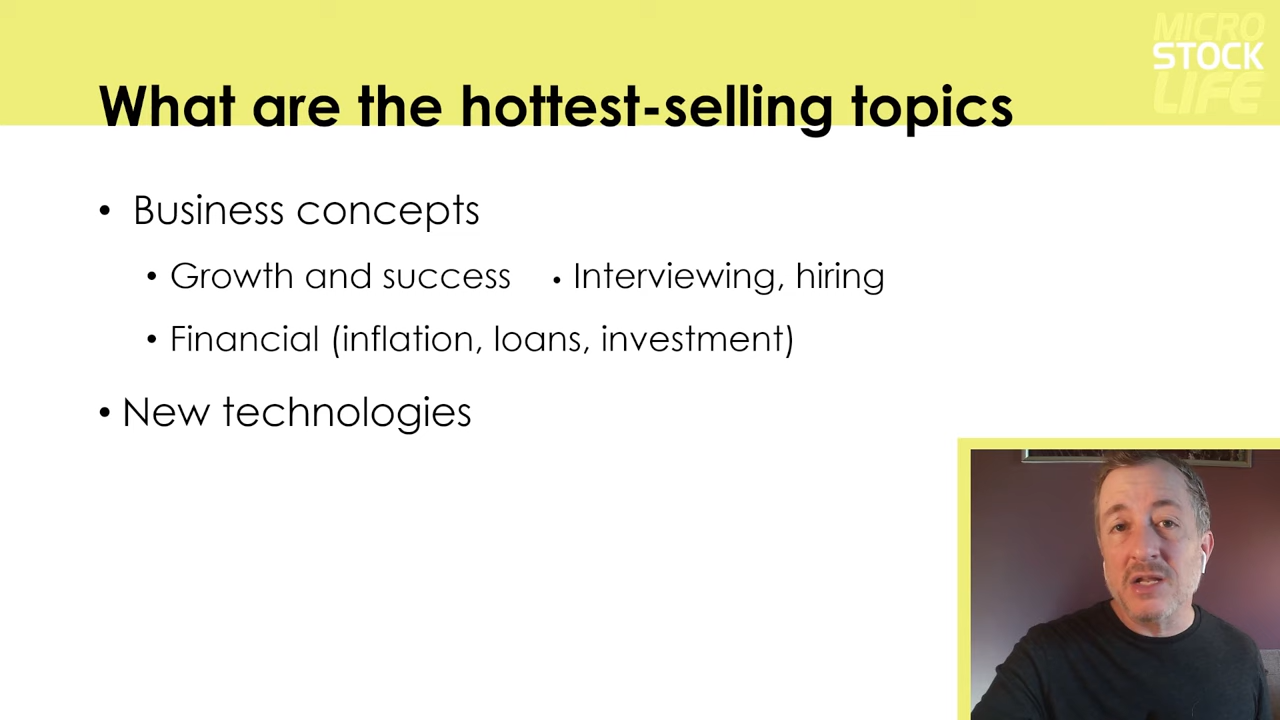 MICRO
STOCK
LIFE
What are the hottest-selling topics
• Business concepts
• Growth and success • Interviewing, hiring
• Financial (inflation, loans, investment)
• New technologies